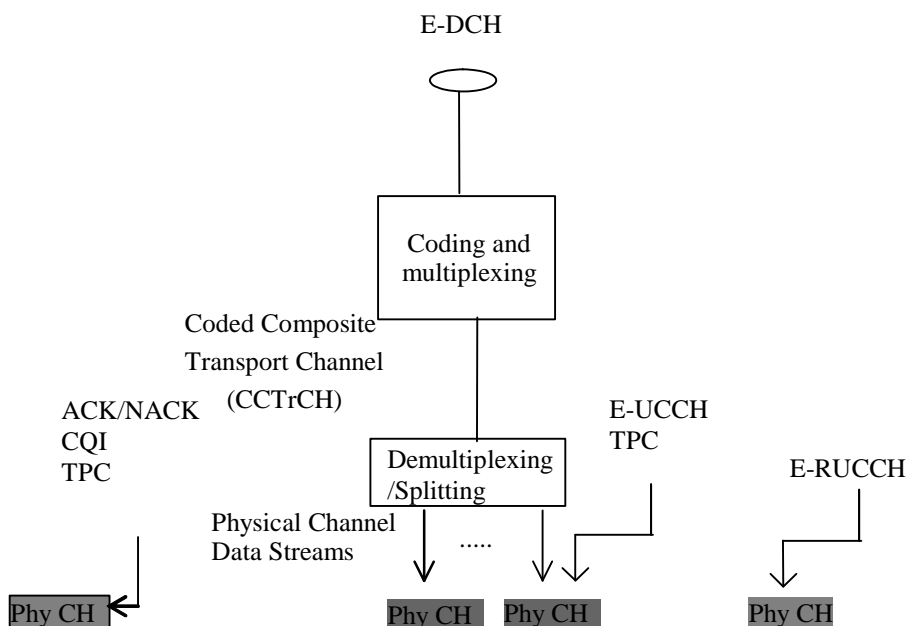 E-DCH
Coding and
multiplexing
Coded Composite
Transport Channel
(CCTrCH)
ACK/NACK
CQI
TPC
E-UCCH
TPC
Demultiplexing
/Splitting
E-RUCCH
Physical Channel
Data Streams
.....
Phy CH
Phy CH
Phy CH
Phy CH